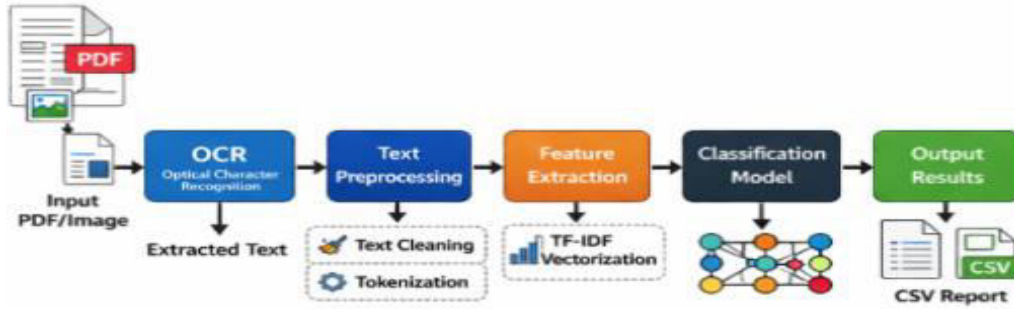 PDF
Input
PDF/Image
OCR
Optical Character
Recognition
Extracted Text
Text
Preprocessing
Text Cleaning
Tokenization
Feature
Extraction
TF-IDF
Vectorization
Classification
Model
Output
Results
CSV
CSV Report